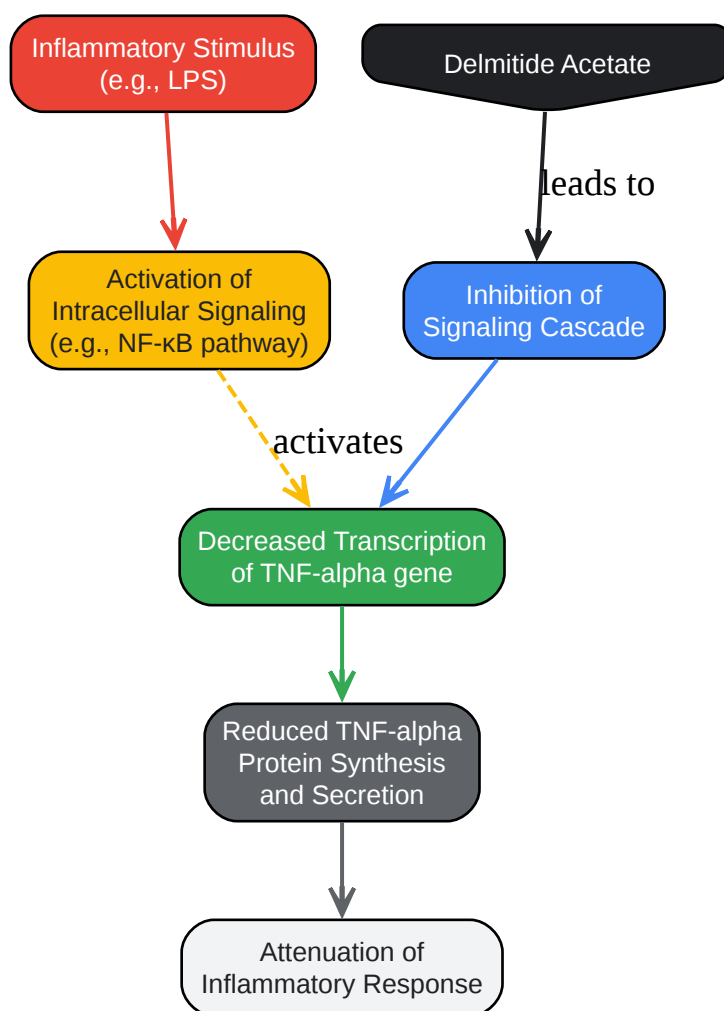 Inflammatory Stimulus
(e.g., LPS)
Delmitide Acetate
leads to
Activation of
Intracellular Signaling
(e.g., NF-κB pathway)
Inhibition of
Signaling Cascade
activates
Decreased Transcription
of TNF-alpha gene
Reduced TNF-alpha
Protein Synthesis
and Secretion
Attenuation of
Inflammatory Response